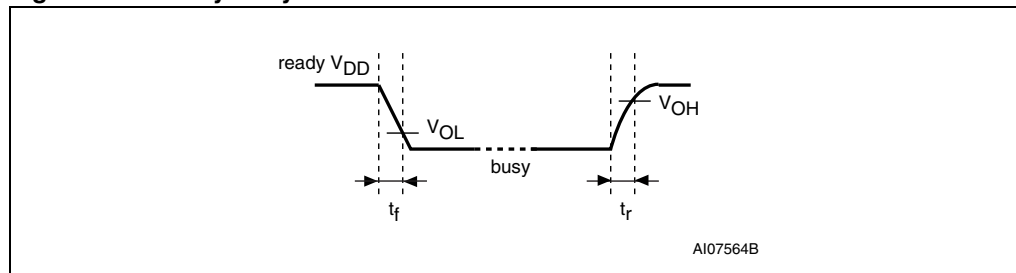 ready VDD
VOL
VOH
busy
tf
tr
AI07564B